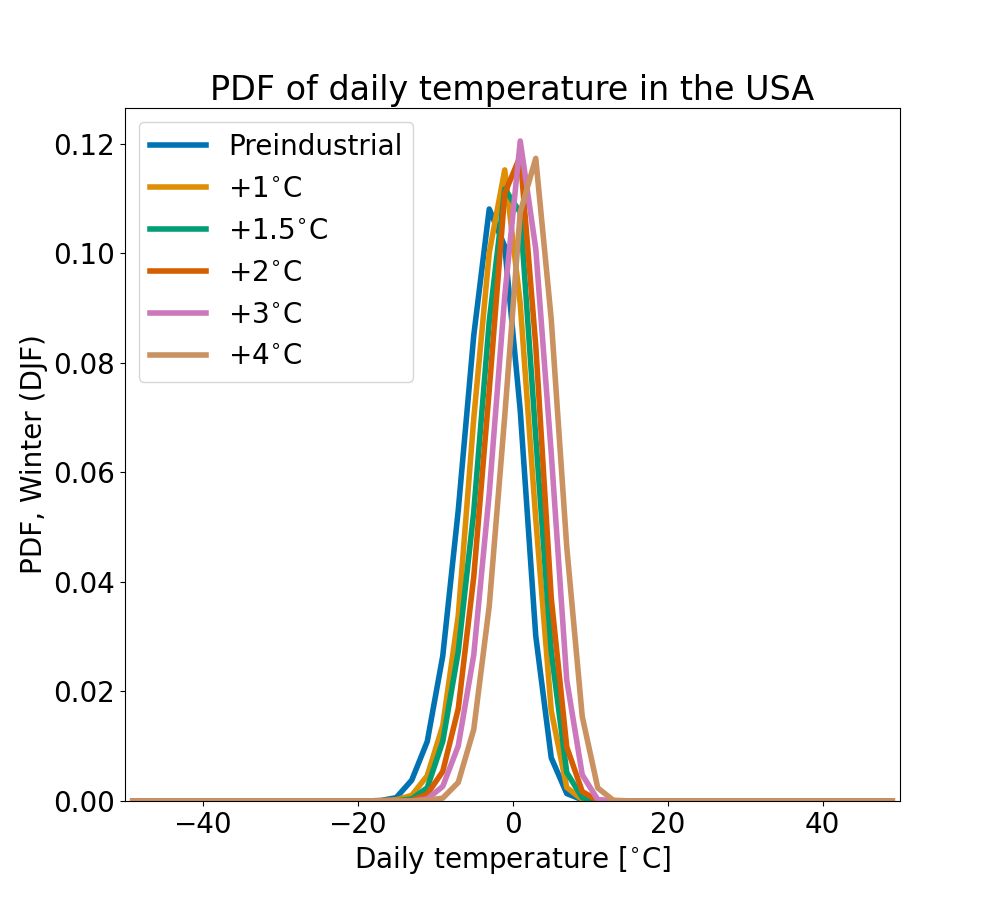 PDF of daily temperature in the USA
Preindustrial
+1°C
+1.5°C
+2°C
+3°C
+4°C
PDF, Winter (DJF)
0.12
0.10
0.08
0.06
0.04
0.02
0.00
−40 −20 0 20 40
Daily temperature [°C]